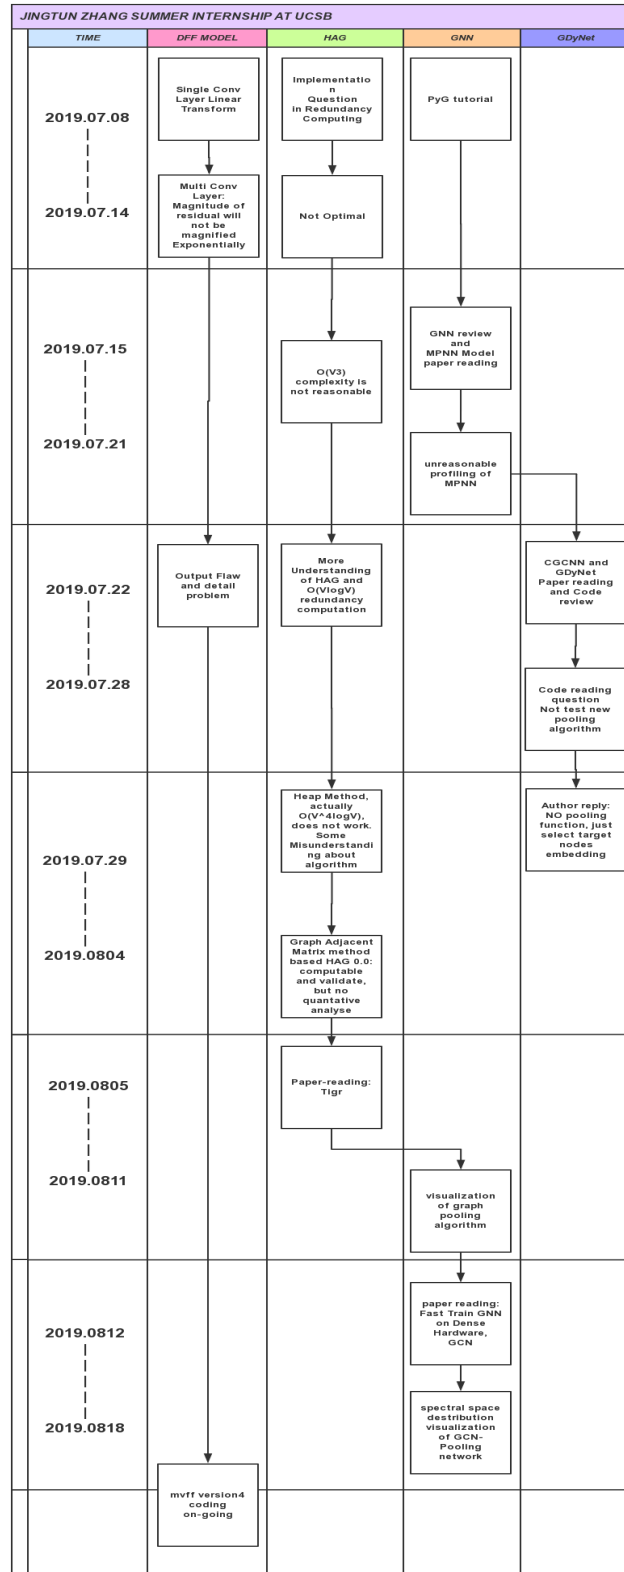 JINGTUN ZHANG SUMMER INTERNSHIP AT UCSB
TIME
DFF MODEL
HAG
GNN
GDyNet
2019.07.08
2019.07.14
Single Conv
Layer Linear
Transform
Multi Conv
Layer:
Magnitude of
residual will
not be
magnified
Exponentially
Implementatio
n
Question
in Redundancy
Computing
Not Optimal
PyG tutorial
2019.07.15
2019.07.21
O(V3)
complexity is
not reasonable
GNN review
and
MPNN Model
paper reading
unreasonable
profiling of
MPNN
2019.07.22
2019.07.28
Output Flaw
and detail
problem
More
Understanding
of HAG and
O(VlogV)
redundancy
computation
CGCNN and
GDyNet
Paper reading
and Code
review
Code reading
question
Not test new
pooling
algorithm
2019.07.29
2019.0804
Heap Method,
actually
O(V^4logV),
does not work.
Some
Misunderstandi
ng about
algorithm
Graph Adjacent
Matrix method
based HAG 0.0:
computable
and validate,
but no
quantative
analyse
Author reply:
NO pooling
function, just
select target
nodes
embedding
2019.0805
2019.0811
Paper-reading:
TIgr
visualization
of graph
pooling
algorithm
2019.0812
2019.0818
paper reading:
Fast Train GNN
on Dense
Hardware,
GCN
spectral space
destribution
visualization
of GCN-
Pooling
network
mvff version4
coding
on-going